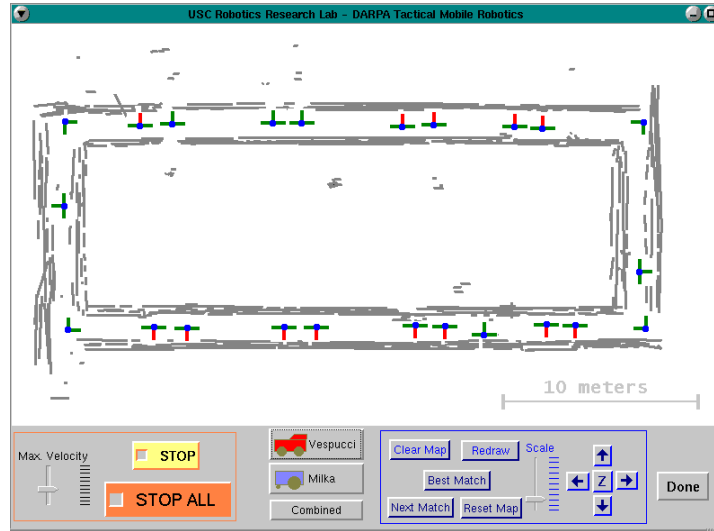 USC Robotics Research Lab - DARPA Tactical Mobile Robotics
10 meters
Max. Velocity
STOP
STOP ALL
Vespucci
Milka
Combined
Clear Map
Redraw
Scale
Best Match
Z
Next Match
Reset Map
Done